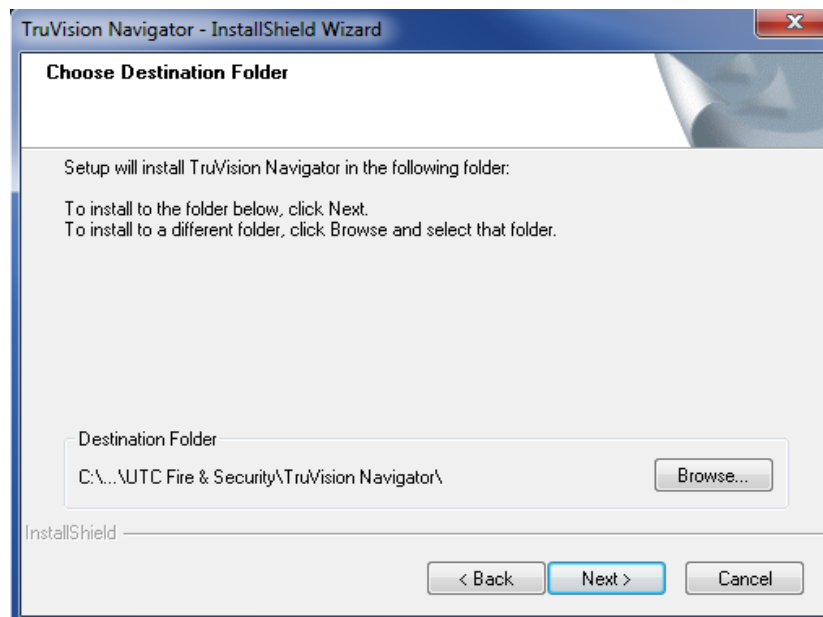 TruVision Navigator - InstallShield Wizard
Choose Destination Folder
Setup will install TruVision Navigator in the following folder:
To install to the folder below, click Next.
To install to a different folder, click Browse and select that folder.
Destination Folder
C:\...\UTC Fire & Security\TruVision Navigator\
Browse...
InstallShield
< Back
Next >
Cancel